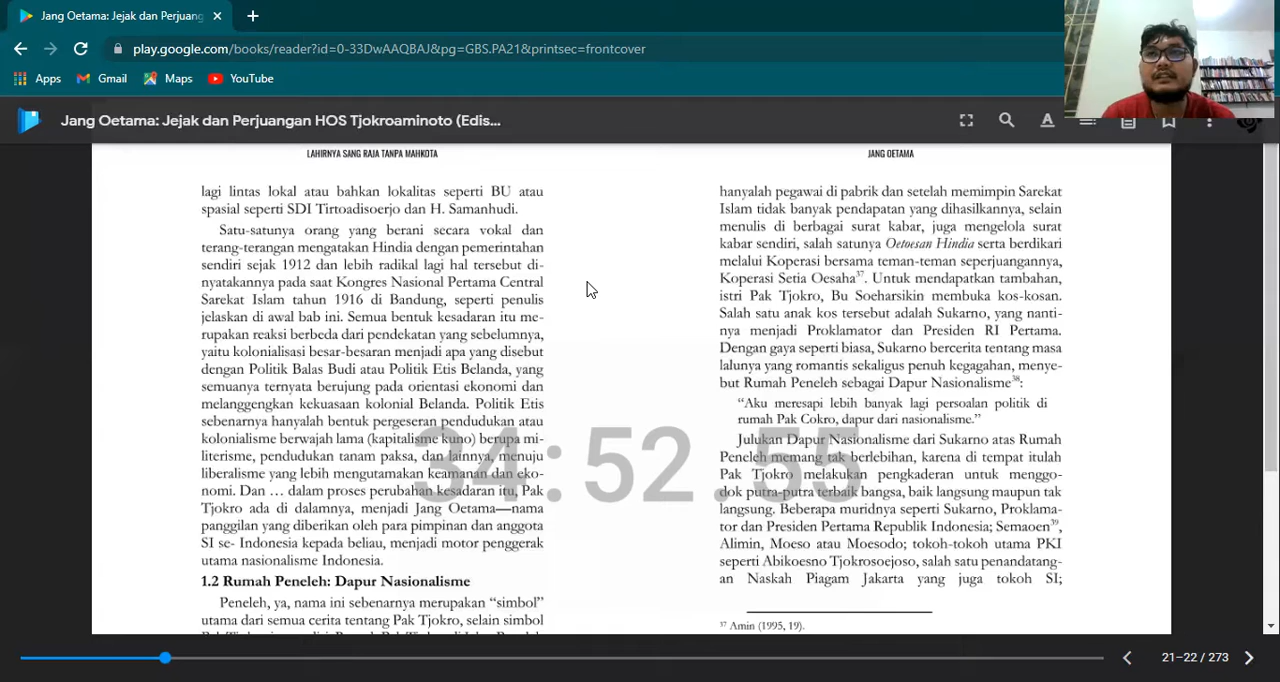 Jang Oetama: Jejak dan Perjuang
play.google.com/books/reader?id=0-33DwAAQBAJ&pg=GBS.PA21&printsec=frontcover
Apps
Gmail
Maps
YouTube
Jang Oetama: Jejak dan Perjuangan HOS Tjokroaminoto (Edis...
LAHIRNYA SANG RAJA TANPA MAHKOTA
lagi lintas lokal atau bahkan lokalitas seperti BU atau
spasial seperti SDI Tirtoadisoerjo dan H. Samanhudi.
Satu-satunya orang yang berani secara vokal dan
terang-terangan mengatakan Hindia dengan pemerintahan
sendiri sejak 1912 dan lebih radikal lagi hal tersebut di-
nyatakannya pada saat Kongres Nasional Pertama Central
Sarekat Islam tahun 1916 di Bandung, seperti penulis
jelaskan di awal bab ini. Semua bentuk kesadaran itu me-
rupakan reaksi berbeda dari pendekatan yang sebelumnya,
yaitu kolonialisasi besar-besaran menjadi apa yang disebut
dengan Politik Balas Budi atau Politik Etis Belanda, yang
semuanya ternyata berujung pada orientasi ekonomi dan
melanggengkan kekuasaan kolonial Belanda. Politik Etis
sebenarnya hanyalah bentuk pergeseran pendudukan atau
kolonialisme berwajah lama (kapitalisme kuno) berupa mi-
literisme, pendudukan tanam paksa, dan lainnya, menuju
liberalisme yang lebih mengutamakan keamanan dan eko-
nomi. Dan … dalam proses perubahan kesadaran itu, Pak
Tjokro ada di dalamnya, menjadi Jang Oetama—nama
panggilan yang diberikan oleh para pimpinan dan anggota
SI se- Indonesia kepada beliau, menjadi motor penggerak
utama nasionalisme Indonesia.
1.2 Rumah Peneleh: Dapur Nasionalisme
Peneleh, ya, nama ini sebenarnya merupakan “simbol”
utama dari semua cerita tentang Pak Tjokro, selain simbol
JANG OETAMA
hanyalah pegawai di pabrik dan setelah memimpin Sarekat
Islam tidak banyak pendapatan yang dihasilkannya, selain
menulis di berbagai surat kabar, juga mengelola surat
kabar sendiri, salah satunya Oetoesan Hindia serta berdikari
melalui Koperasi bersama teman-teman seperjuangannya,
Koperasi Setia Oesaha37. Untuk mendapatkan tambahan,
istri Pak Tjokro, Bu Soeharsikin membuka kos-kosan.
Salah satu anak kos tersebut adalah Sukarno, yang nanti-
nya menjadi Proklamator dan Presiden RI Pertama.
Dengan gaya seperti biasa, Sukarno bercerita tentang masa
lalunya yang romantis sekaligus penuh kegagahan, menye-
but Rumah Peneleh sebagai Dapur Nasionalisme38:
“Aku meresapi lebih banyak lagi persoalan politik di
rumah Pak Cokro, dapur dari nasionalisme.”
Julukan Dapur Nasionalisme dari Sukarno atas Rumah
Peneleh memang tak berlebihan, karena di tempat itulah
Pak Tjokro melakukan pengkaderan untuk menggo-
dok putra-putra terbaik bangsa, baik langsung maupun tak
langsung. Beberapa muridnya seperti Sukarno, Proklama-
tor dan Presiden Pertama Republik Indonesia; Semaoen39,
Alimin, Moeso atau Moesodo; tokoh-tokoh utama PKI
seperti Abikoesno Tjokrosoejoso, salah satu penandatang-
an Naskah Piagam Jakarta yang juga tokoh SI;
37 Amin (1995, 19).
34:52.55
21–22 / 273